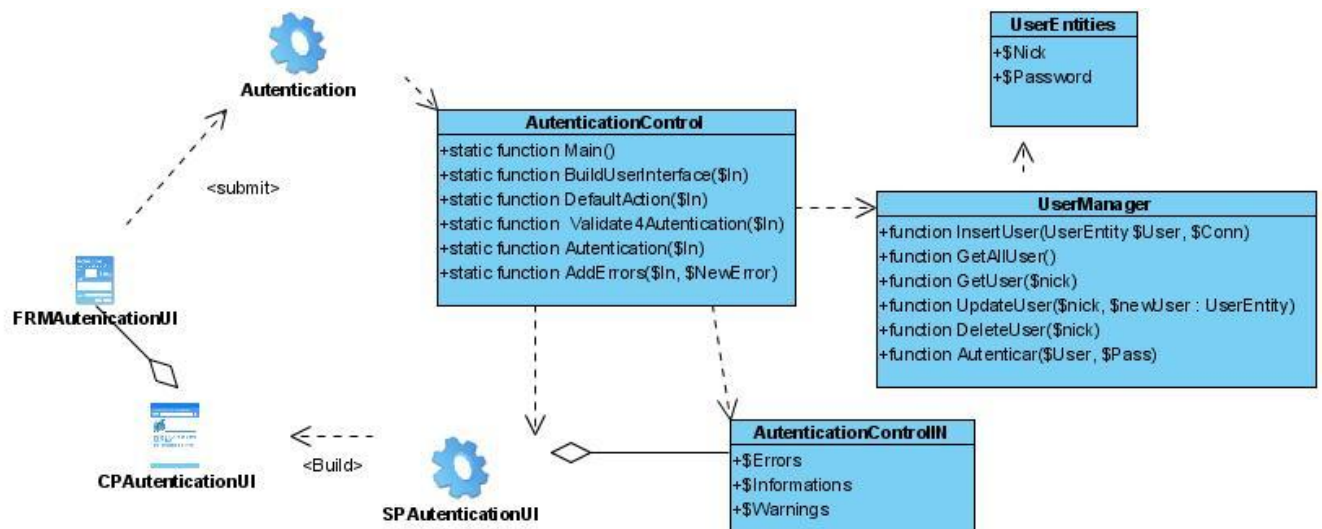 UserEntities
+$Nick
+$Password
Autentication
AutenticationControl
+static function Main()
+static function BuildUserInterface($In)
+static function DefaultAction($In)
+static function Validate4Autentication($In)
+static function Autentication($In)
+static function AddErrors($In, $NewError)
<submit>
UserManager
+function InsertUser(UserEntity $User, $Conn)
+function GetAllUser()
+function GetUser($nick)
+function UpdateUser($nick, $newUser : UserEntity)
+function DeleteUser($nick)
+function Autenticar($User, $Pass)
FRMAutenicationUI
CPAutenticationUI
<Build>
SPAutenticationUI
AutenticationControlIN
+$Errors
+$Informations
+$Warnings